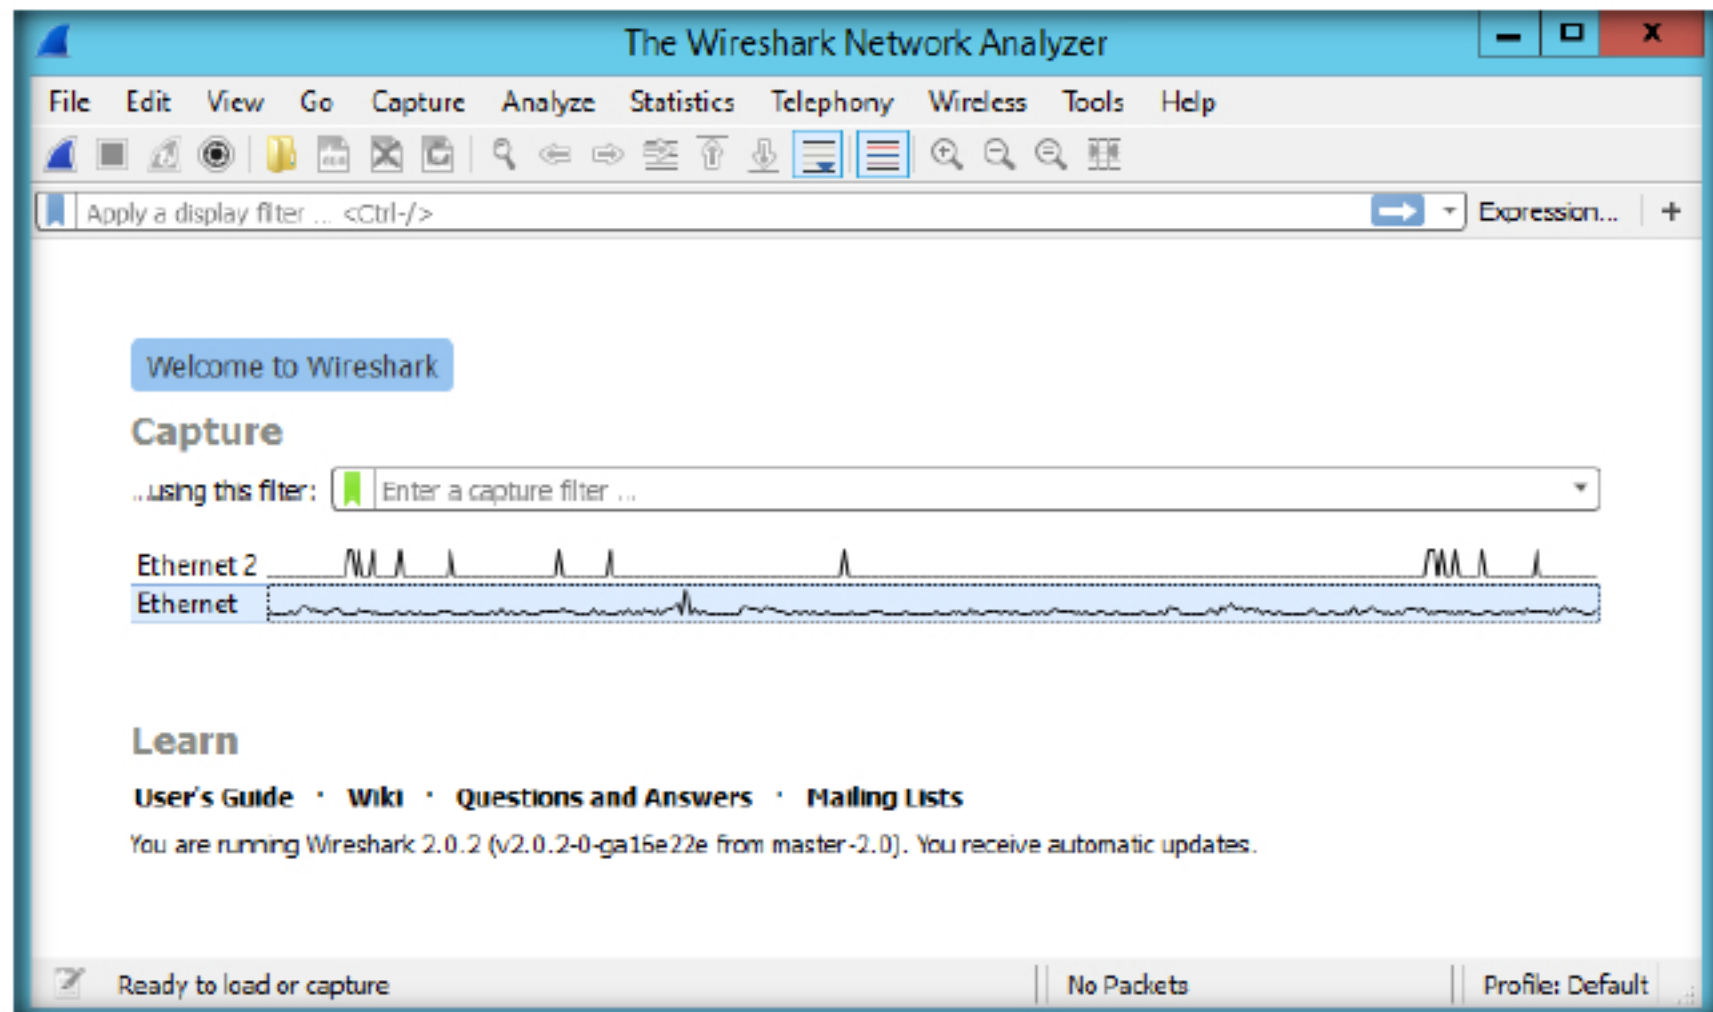 The Wireshark Network Analyzer
File Edit View Go Capture Analyze Statistics Telephony Wireless Tools Help
Apply a display filter ... <Ctrl-/> Expression... +
Welcome to Wireshark
Capture
...using this filter: Enter a capture filter ...
Ethernet 2
Ethernet
Learn
User's Guide · Wiki · Questions and Answers · Mailing Lists
You are running Wireshark 2.0.2 (v2.0.2-0-ga16e22e from master-2.0). You receive automatic updates.
Ready to load or capture No Packets Profile: Default